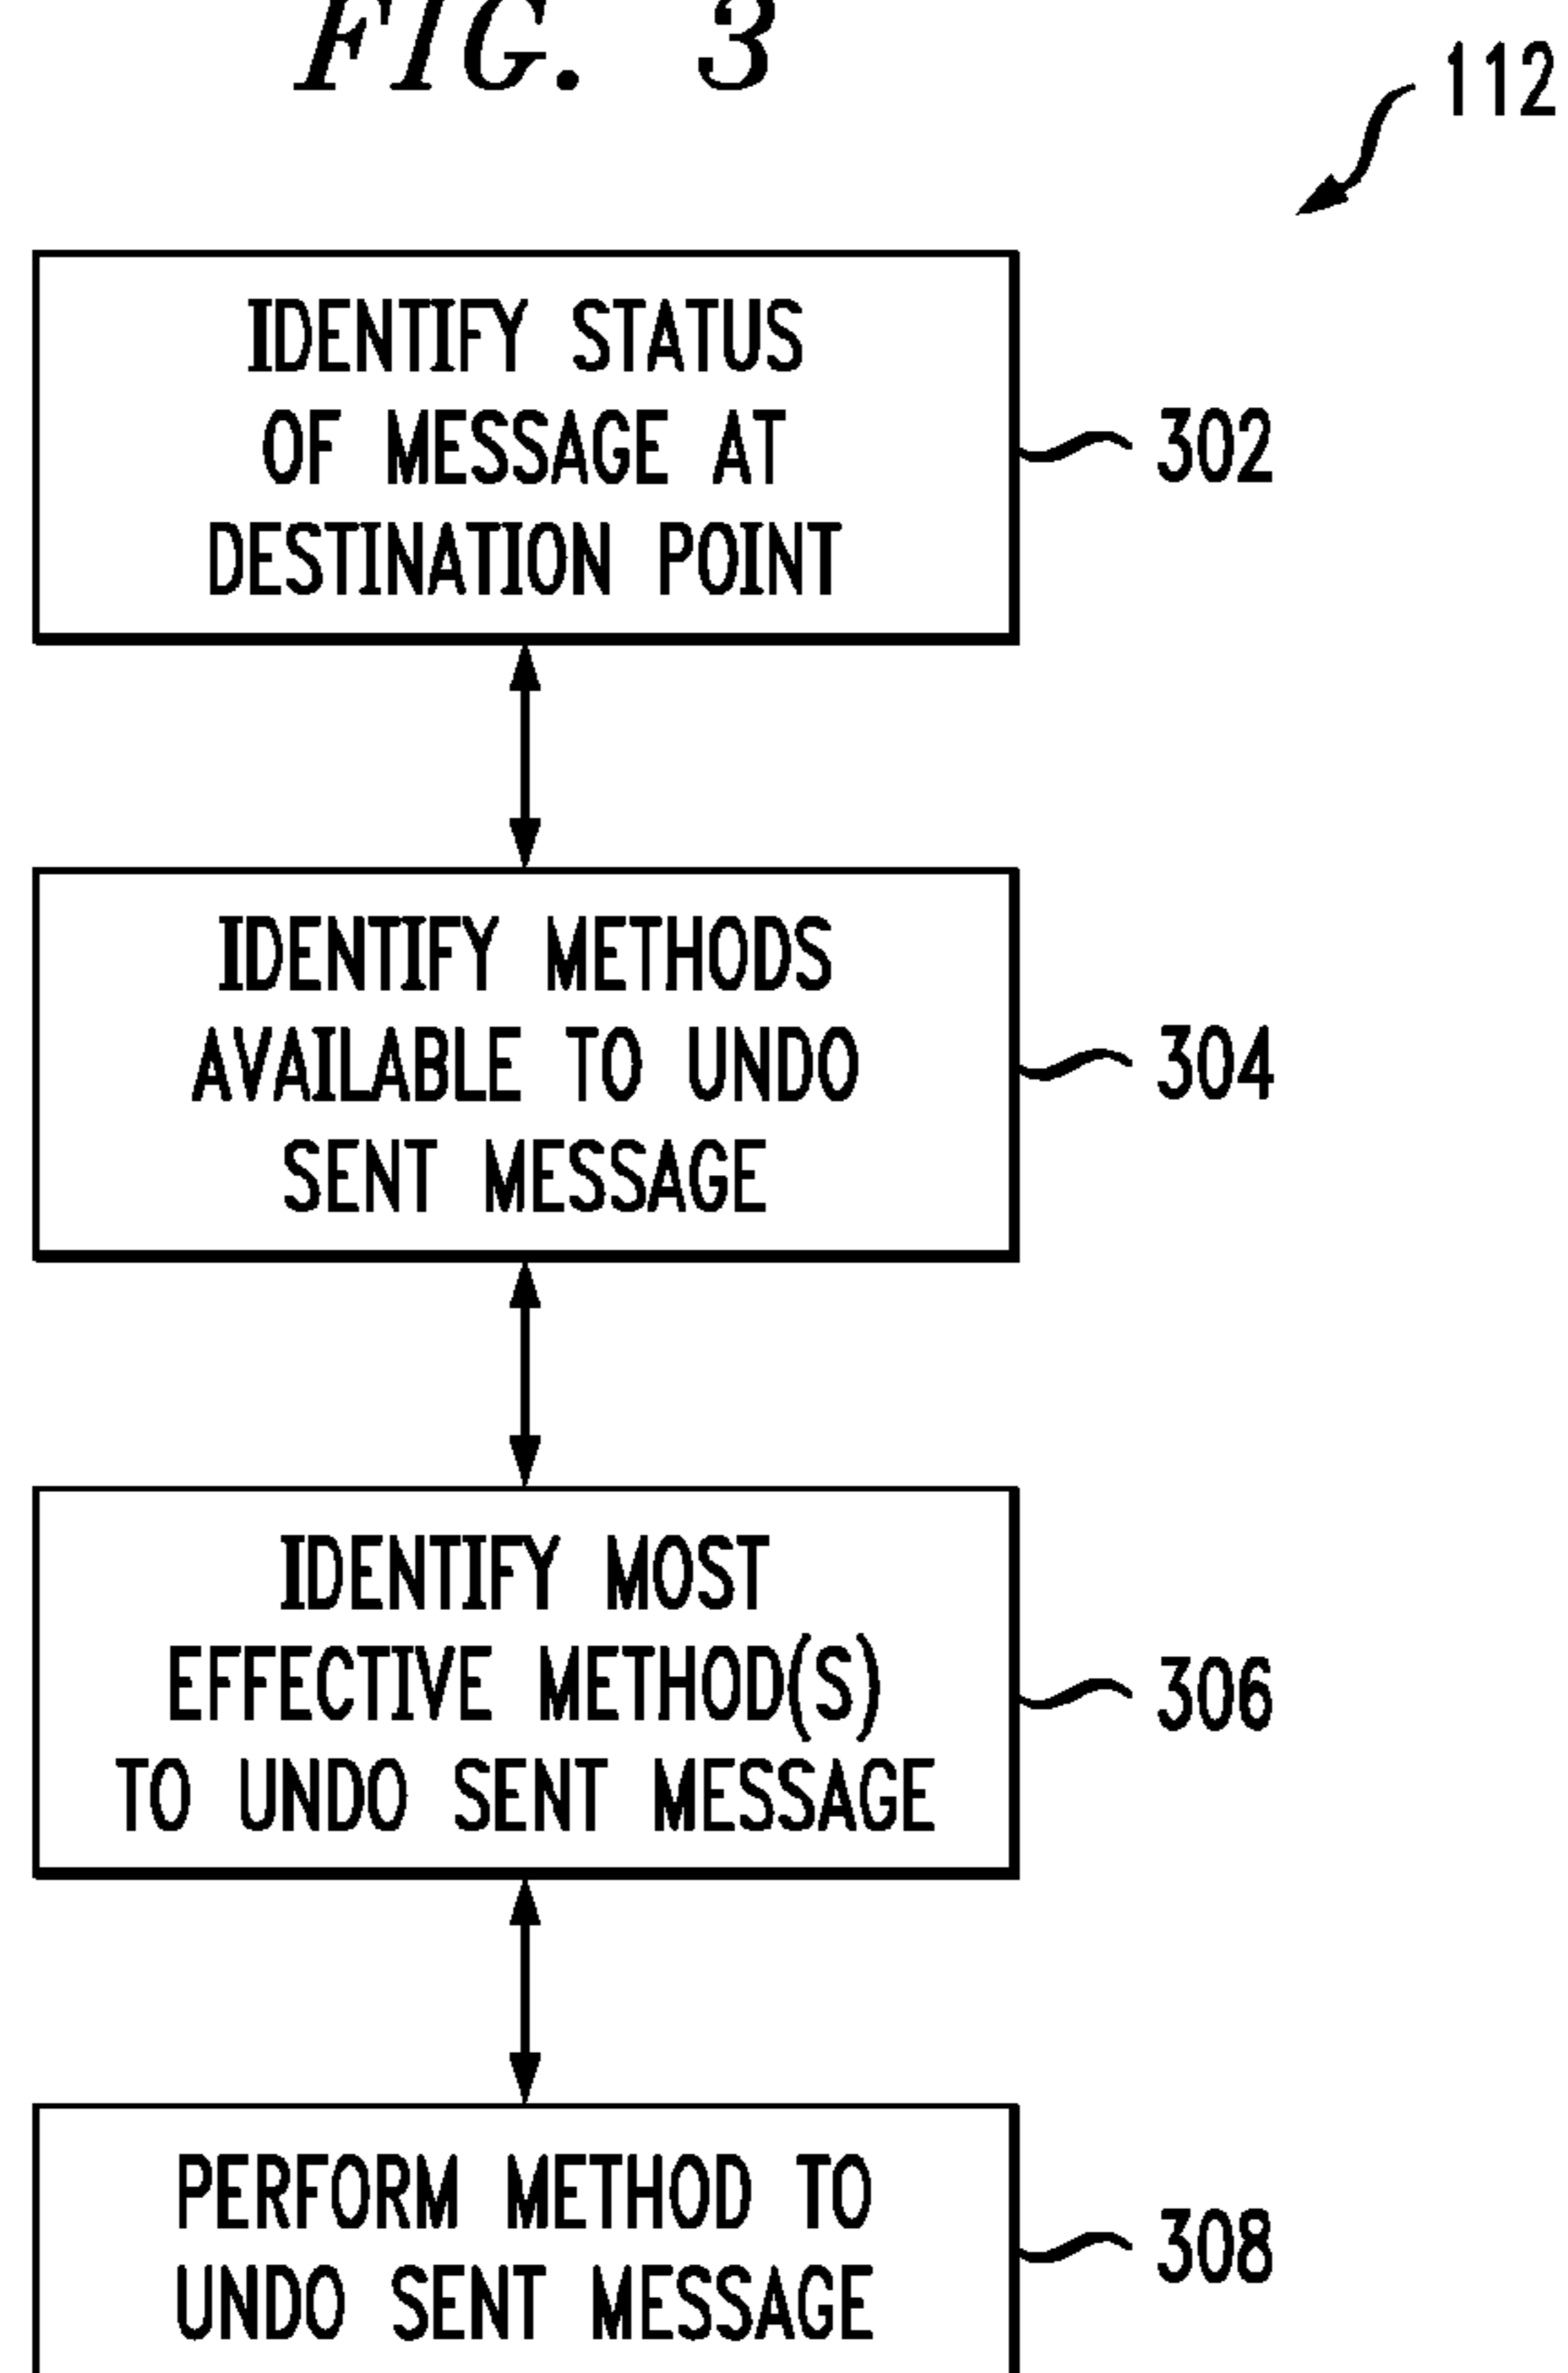 FIG. 3
112
IDENTIFY STATUS
OF MESSAGE AT
DESTINATION POINT
302
IDENTIFY METHODS
AVAILABLE TO UNDO
SENT MESSAGE
304
IDENTIFY MOST
EFFECTIVE METHOD(S)
TO UNDO SENT MESSAGE
306
PERFORM METHOD TO
UNDO SENT MESSAGE
308